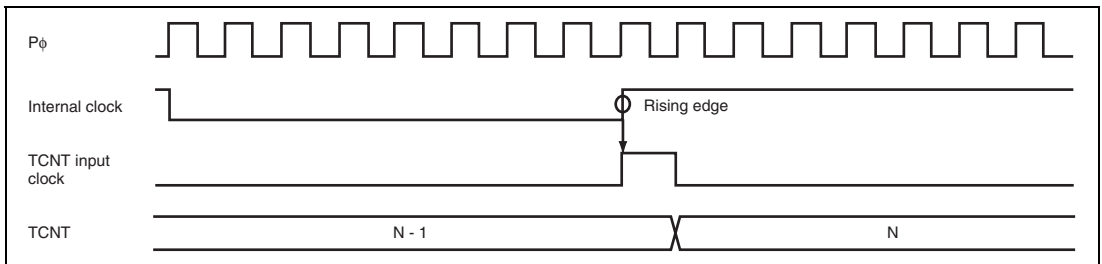 Pϕ
Internal clock
Rising edge
TCNT input
clock
TCNT
N - 1
N